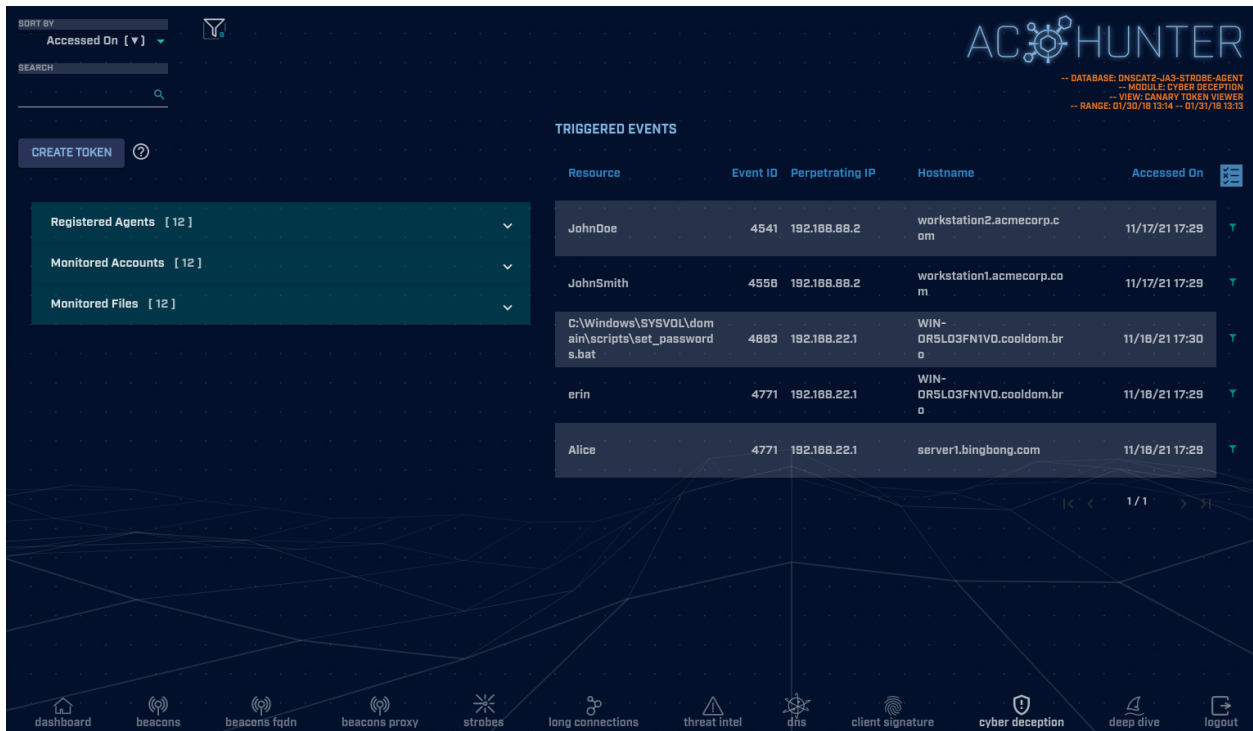 SORT BY
Accessed On [▼]
SEARCH
AC HUNTER
-- DATABASE: DNSCAT2-JA3-STROBE-AGENT
-- MODULE: CYBER DECEPTION
-- VIEW: CANARY TOKEN VIEWER
-- RANGE: 01/30/18 13:14 -- 01/31/18 13:13
CREATE TOKEN ?
Registered Agents [ 12 ]
Monitored Accounts [ 12 ]
Monitored Files [ 12 ]
TRIGGERED EVENTS
Resource Event ID Perpetrating IP Hostname Accessed On
JohnDoe 4541 192.168.88.2 workstation2.acmecorp.c
om 11/17/21 17:29
JohnSmith 4556 192.168.88.2 workstation1.acmecorp.co
m 11/17/21 17:29
C:\Windows\SYSVOL\dom
ain\scripts\set_password
s.bat 4663 192.168.22.1 WIN-
OR5LO3FN1VO.cooldom.br
o 11/16/21 17:30
erin 4771 192.168.22.1 WIN-
OR5LO3FN1VO.cooldom.br
o 11/16/21 17:29
Alice 4771 192.168.22.1 server1.bingbong.com 11/16/21 17:29
1 / 1
dashboard beacons beacons fqdn beacons proxy strobes long connections threat intel dns client signature cyber deception deep dive logout